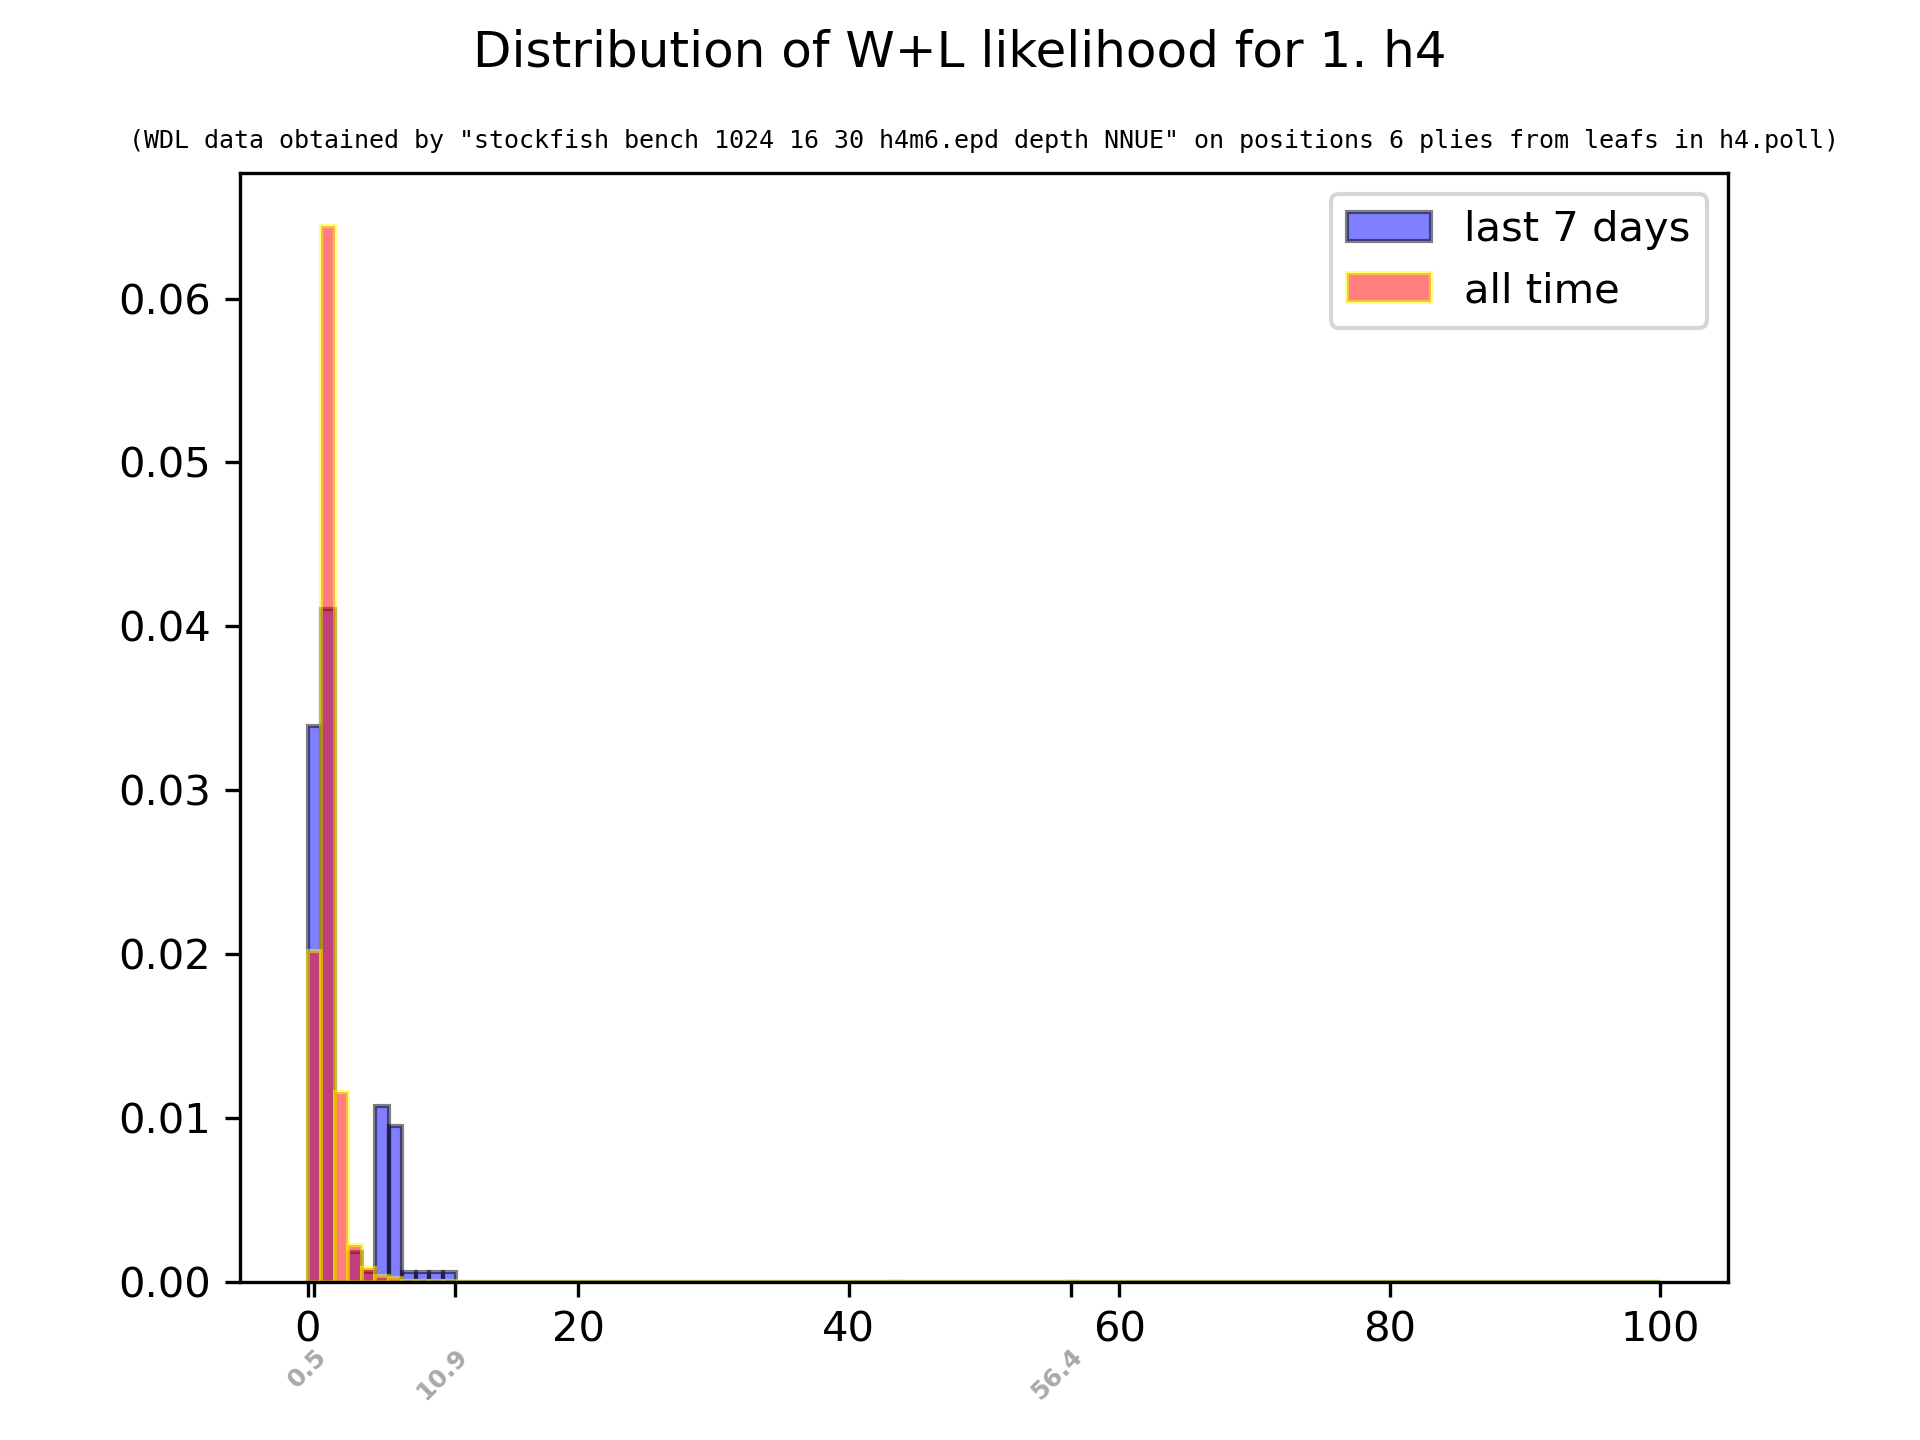 Distribution of W+L likelihood for 1. h4
(WDL data obtained by "stockfish bench 1024 16 30 h4m6.epd depth NNUE" on positions 6 plies from leafs in h4.poll)
last 7 days
all time
0.06
0.05
0.04
0.03
0.02
0.01
0.00
0 20 40 60 80 100
0.5 10.9 56.4